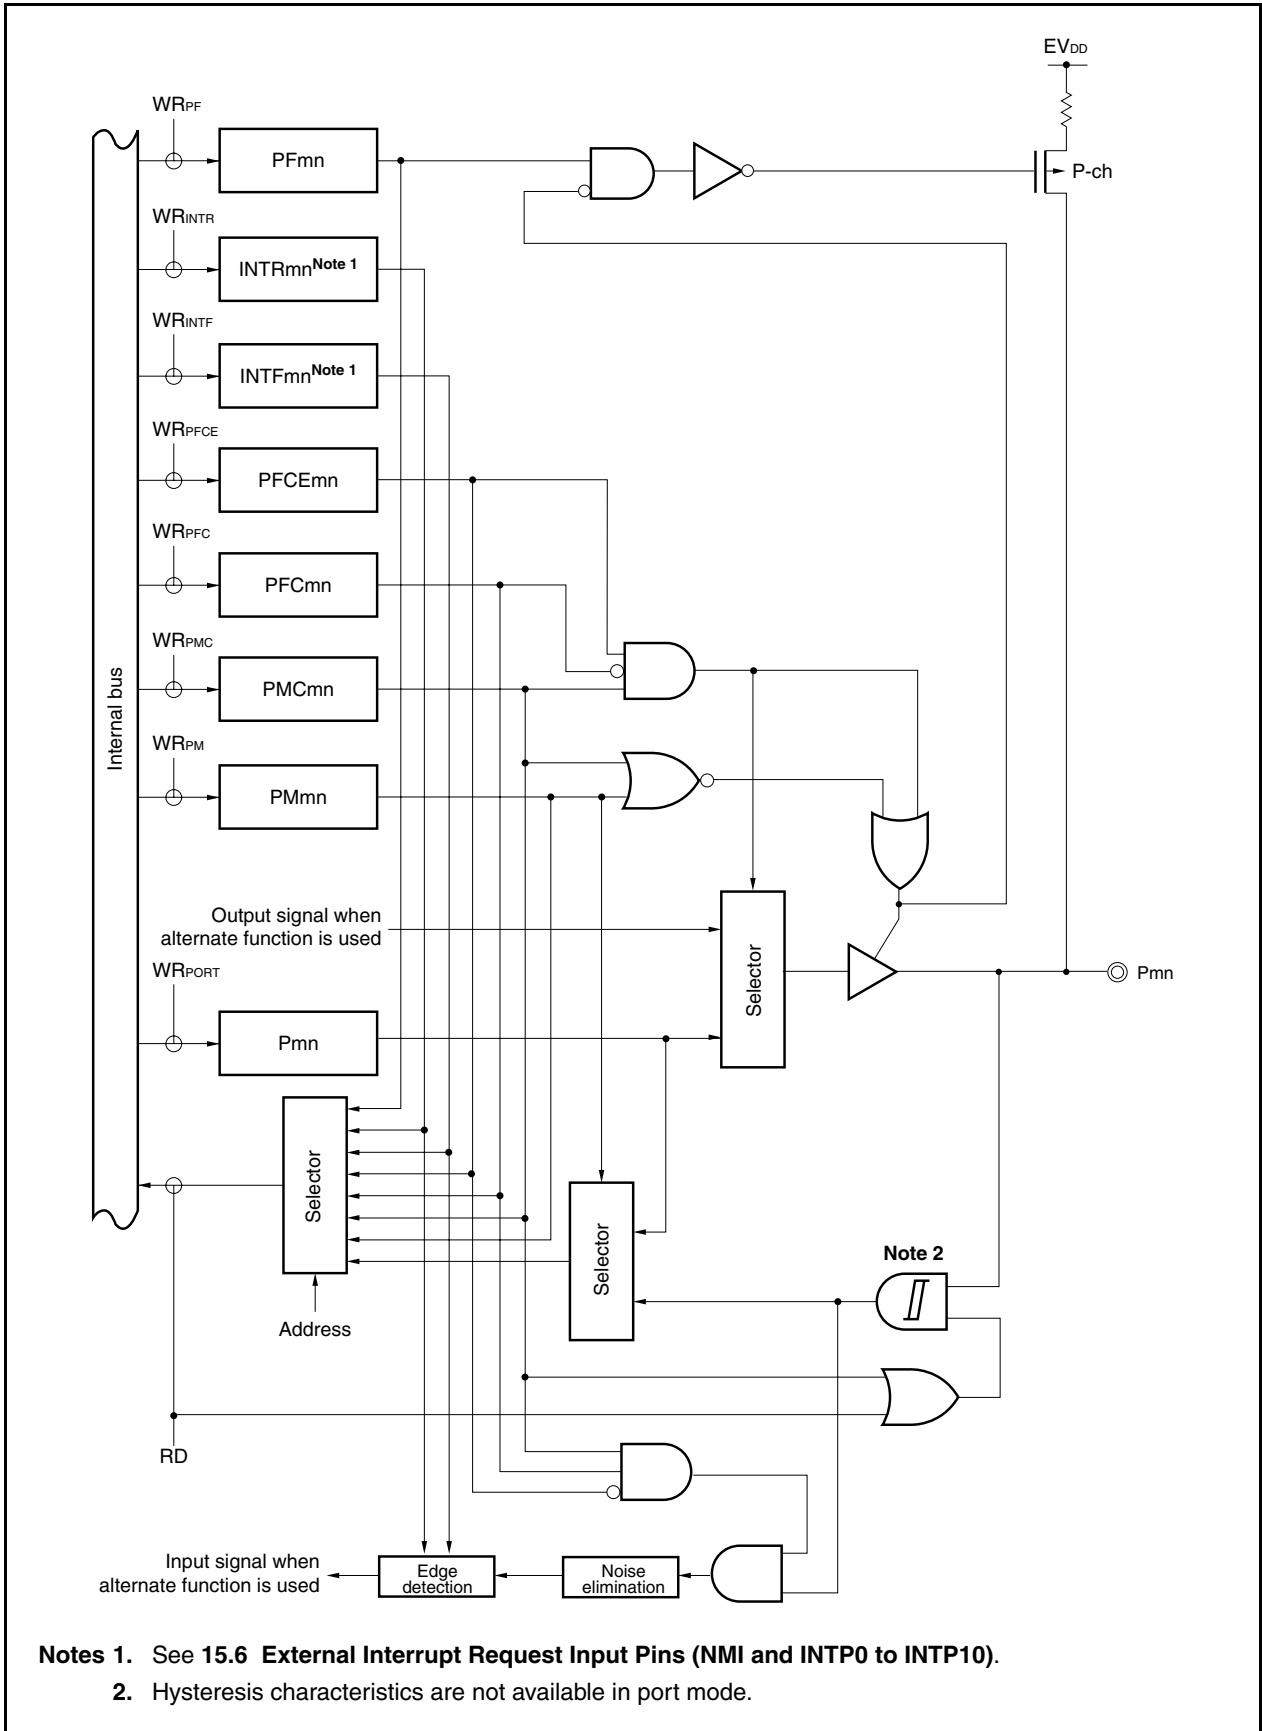 EVDD
WRPF
PFmn
P-ch
WRINTR
INTRmnNote 1
WRINTF
INTFmnNote 1
WRPFCE
PFCEmn
WRPFC
PFCmn
WRPMC
PMCmn
Internal bus
WRPM
PMmn
Output signal when
alternate function is used
Selector
WRPORT
Pmn
Pmn
Selector
Selector
Note 2
Address
RD
Input signal when
alternate function is used
Edge
detection
Noise
elimination
Notes 1. See 15.6 External Interrupt Request Input Pins (NMI and INTP0 to INTP10).
2. Hysteresis characteristics are not available in port mode.